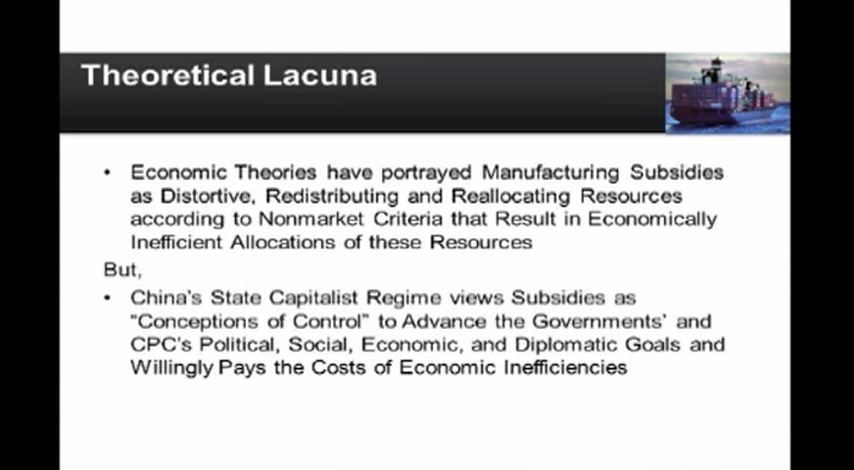 Theoretical Lacuna
• Economic Theories have portrayed Manufacturing Subsidies
as Distortive, Redistributing and Reallocating Resources
according to Nonmarket Criteria that Result in Economically
Inefficient Allocations of these Resources
But,
• China's State Capitalist Regime views Subsidies as
"Conceptions of Control" to Advance the Governments' and
CPC's Political, Social, Economic, and Diplomatic Goals and
Willingly Pays the Costs of Economic Inefficiencies